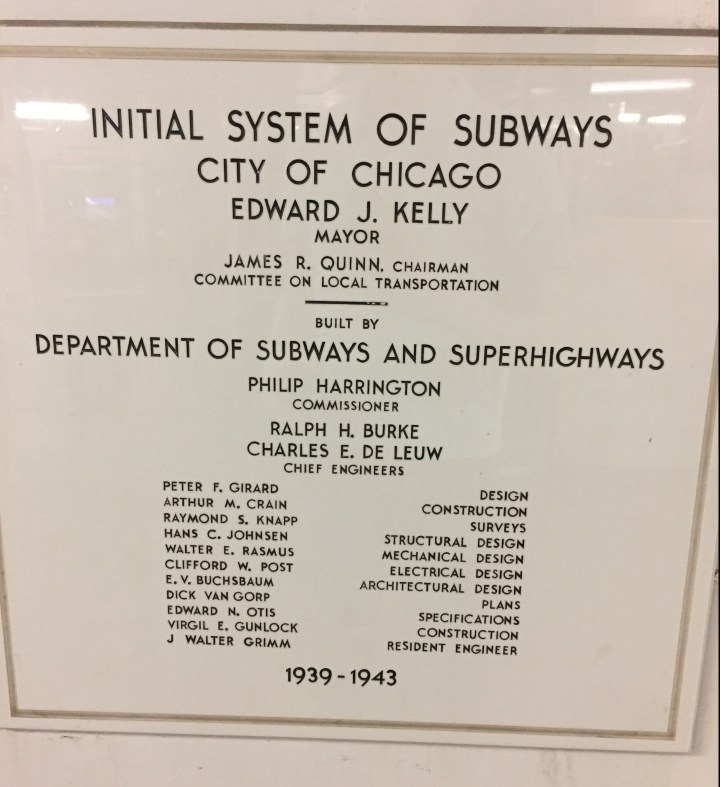 INITIAL SYSTEM OF SUBWAYS
CITY OF CHICAGO
EDWARD J. KELLY
MAYOR
JAMES R. QUINN, CHAIRMAN
COMMITTEE ON LOCAL TRANSPORTATION
BUILT BY
DEPARTMENT OF SUBWAYS AND SUPERHIGHWAYS
PHILIP HARRINGTON
COMMISSIONER
RALPH H. BURKE
CHARLES E. DE LEUW
CHIEF ENGINEERS
PETER F. GIRARD DESIGN
ARTHUR M. CRAIN CONSTRUCTION
RAYMOND S. KNAPP SURVEYS
HANS C. JOHNSEN STRUCTURAL DESIGN
WALTER E. RASMUS MECHANICAL DESIGN
CLIFFORD W. POST ELECTRICAL DESIGN
E. V. BUCHSBAUM ARCHITECTURAL DESIGN
DICK VAN GORP PLANS
EDWARD N. OTIS SPECIFICATIONS
VIRGIL E. GUNLOCK CONSTRUCTION
J WALTER GRIMM RESIDENT ENGINEER
1939-1943